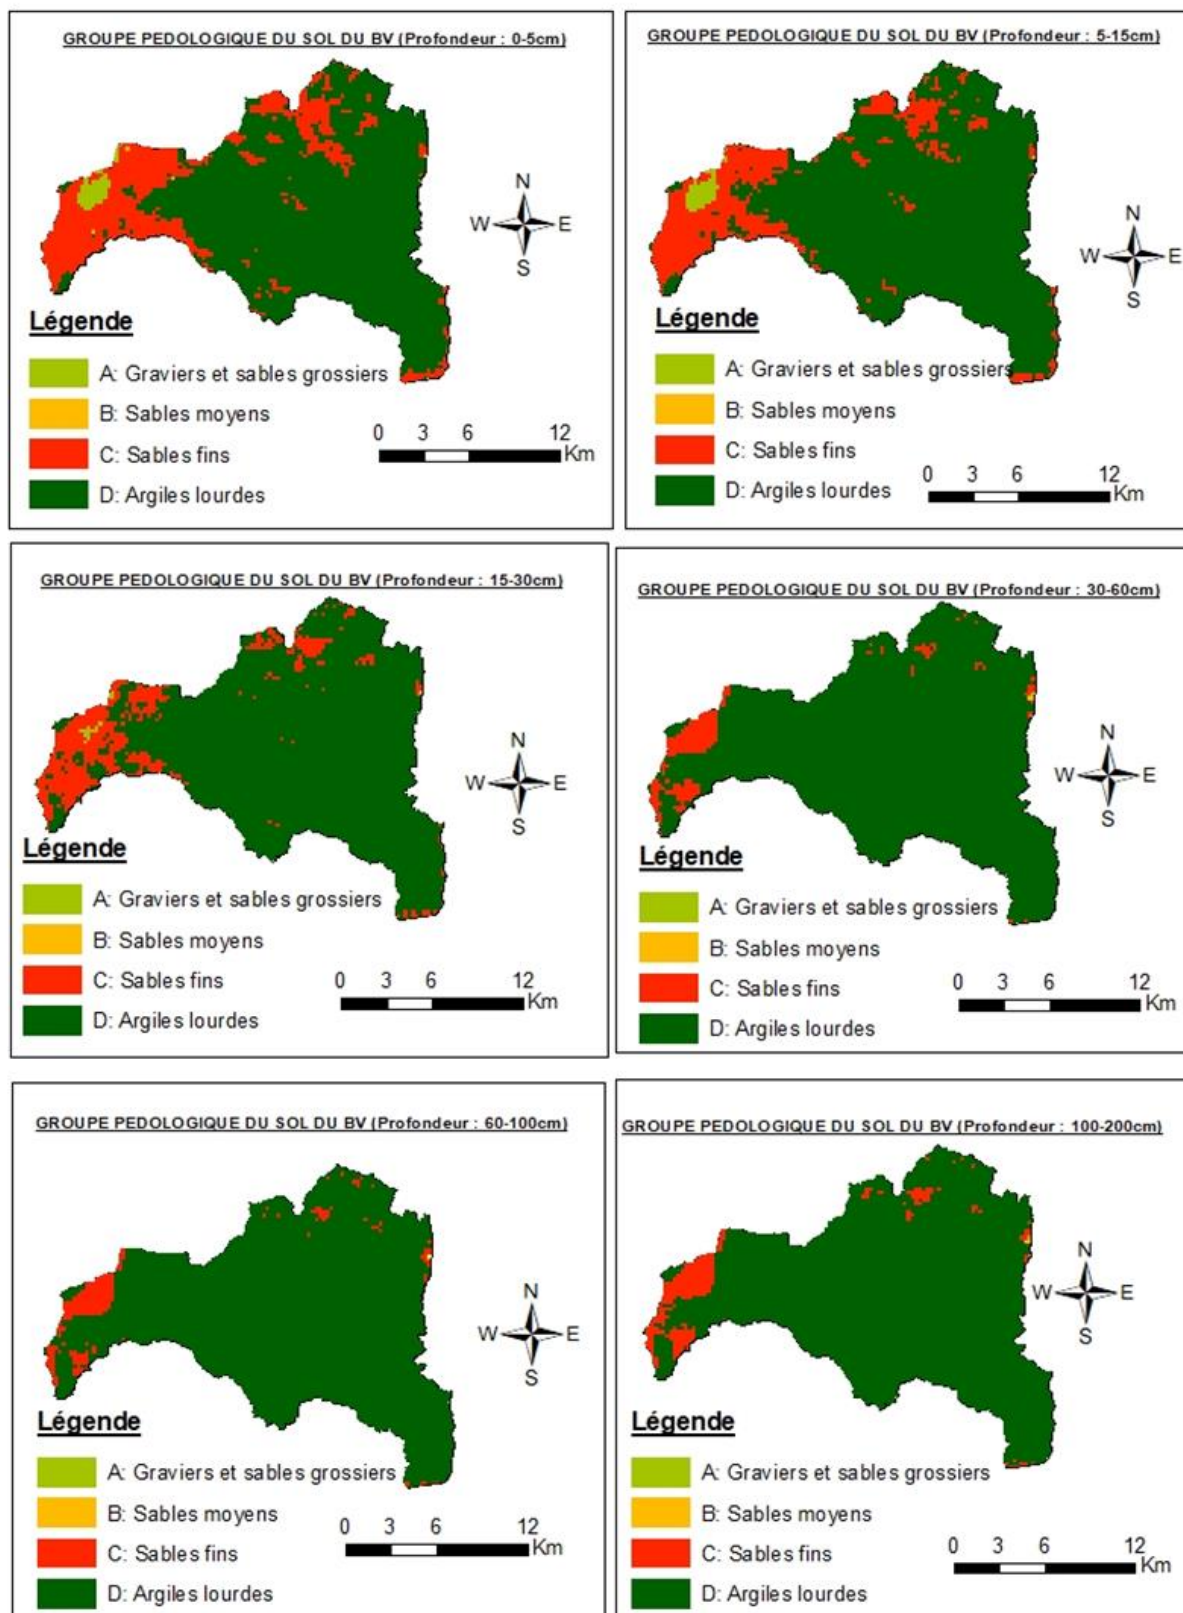 GROUPE PEDOLOGIQUE DU SOL DU BV (Profondeur : 0-5cm)
N
W
E
S
Légende
A: Graviers et sables grossiers
B: Sables moyens
C: Sables fins
D: Argiles lourdes
0 3 6 12
Km
GROUPE PEDOLOGIQUE DU SOL DU BV (Profondeur : 5-15cm)
N
W
E
S
Légende
A: Graviers et sables grossiers
B: Sables moyens
C: Sables fins
D: Argiles lourdes
0 3 6 12
Km
GROUPE PEDOLOGIQUE DU SOL DU BV (Profondeur : 15-30cm)
N
W
E
S
Légende
A: Graviers et sables grossiers
B: Sables moyens
C: Sables fins
D: Argiles lourdes
0 3 6 12
Km
GROUPE PEDOLOGIQUE DU SOL DU BV (Profondeur : 30-60cm)
N
W
E
S
Légende
A: Graviers et sables grossiers
B: Sables moyens
C: Sables fins
D: Argiles lourdes
0 3 6 12
Km
GROUPE PEDOLOGIQUE DU SOL DU BV (Profondeur : 60-100cm)
N
W
E
S
Légende
A: Graviers et sables grossiers
B: Sables moyens
C: Sables fins
D: Argiles lourdes
0 3 6 12
Km
GROUPE PEDOLOGIQUE DU SOL DU BV (Profondeur : 100-200cm)
N
W
E
S
Légende
A: Graviers et sables grossiers
B: Sables moyens
C: Sables fins
D: Argiles lourdes
0 3 6 12
Km